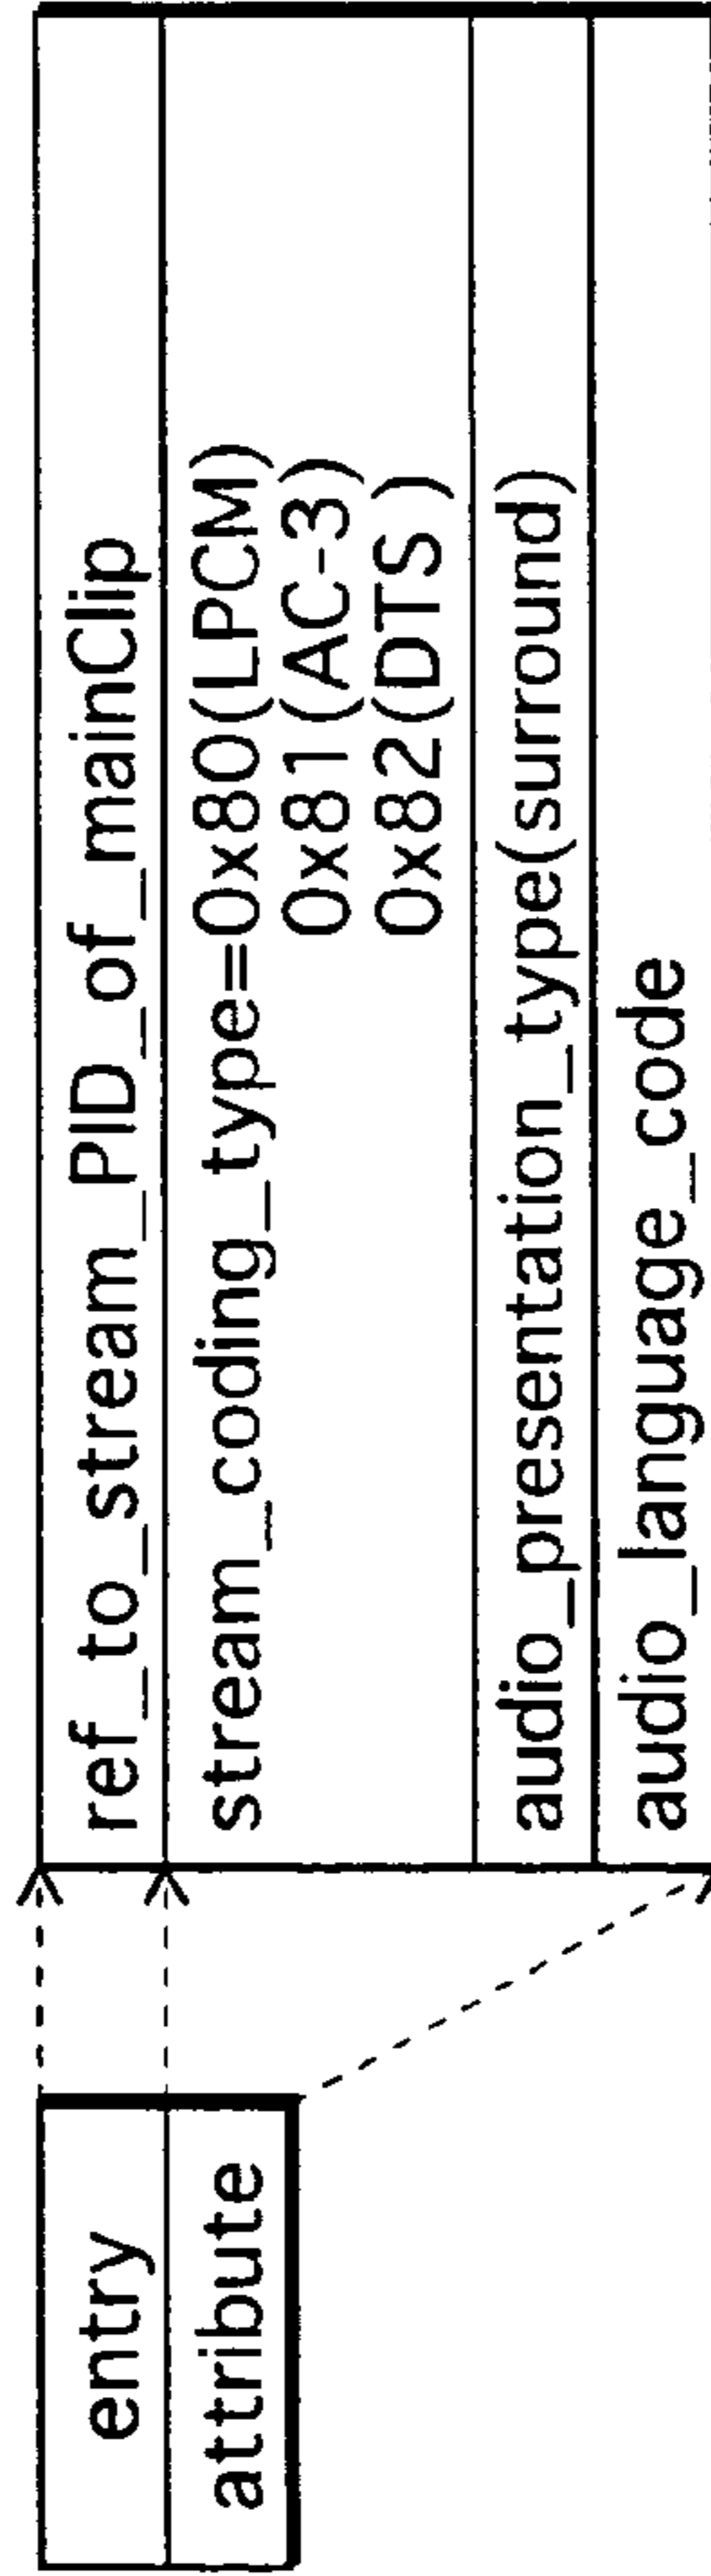 entry
attribute
ref_to_stream_PID_of_mainClip
stream_coding_type=0x80(LPCM)
0x81(AC-3)
0x82(DTS)
audio_presentation_type(surround)
audio_language_code